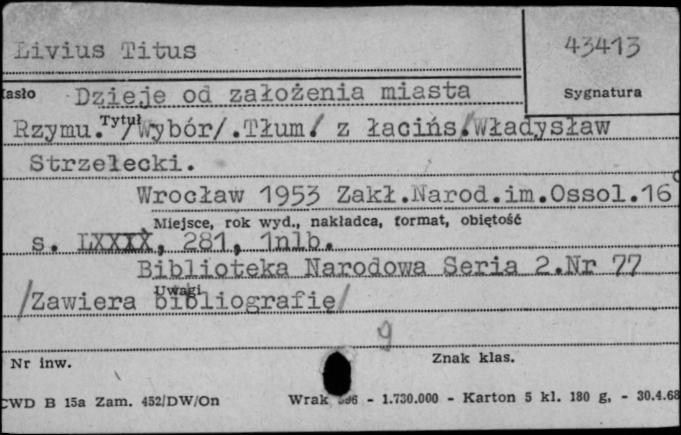 Livius Titus
43413
Hasło Dzieje od założenia miasta
Sygnatura
Rzymu. Tytuł /Wybór/.Tłum. z łacińs.Władysław
Strzelecki.
Wrocław 1953 Zakł.Narod.im.Ossol.16°
Miejsce, rok wyd., nakładca, format, objętość
s. LXXIX, 281, 1nlb.
Biblioteka Narodowa Seria 2.Nr 77
Uwagi
/Zawiera bibliografię/
9
Nr inw.
Znak klas.
CWD B 15a Zam. 452/DW/On
Wrak - 1.730.000 - Karton 5 kl. 180 g. - 30.4.68